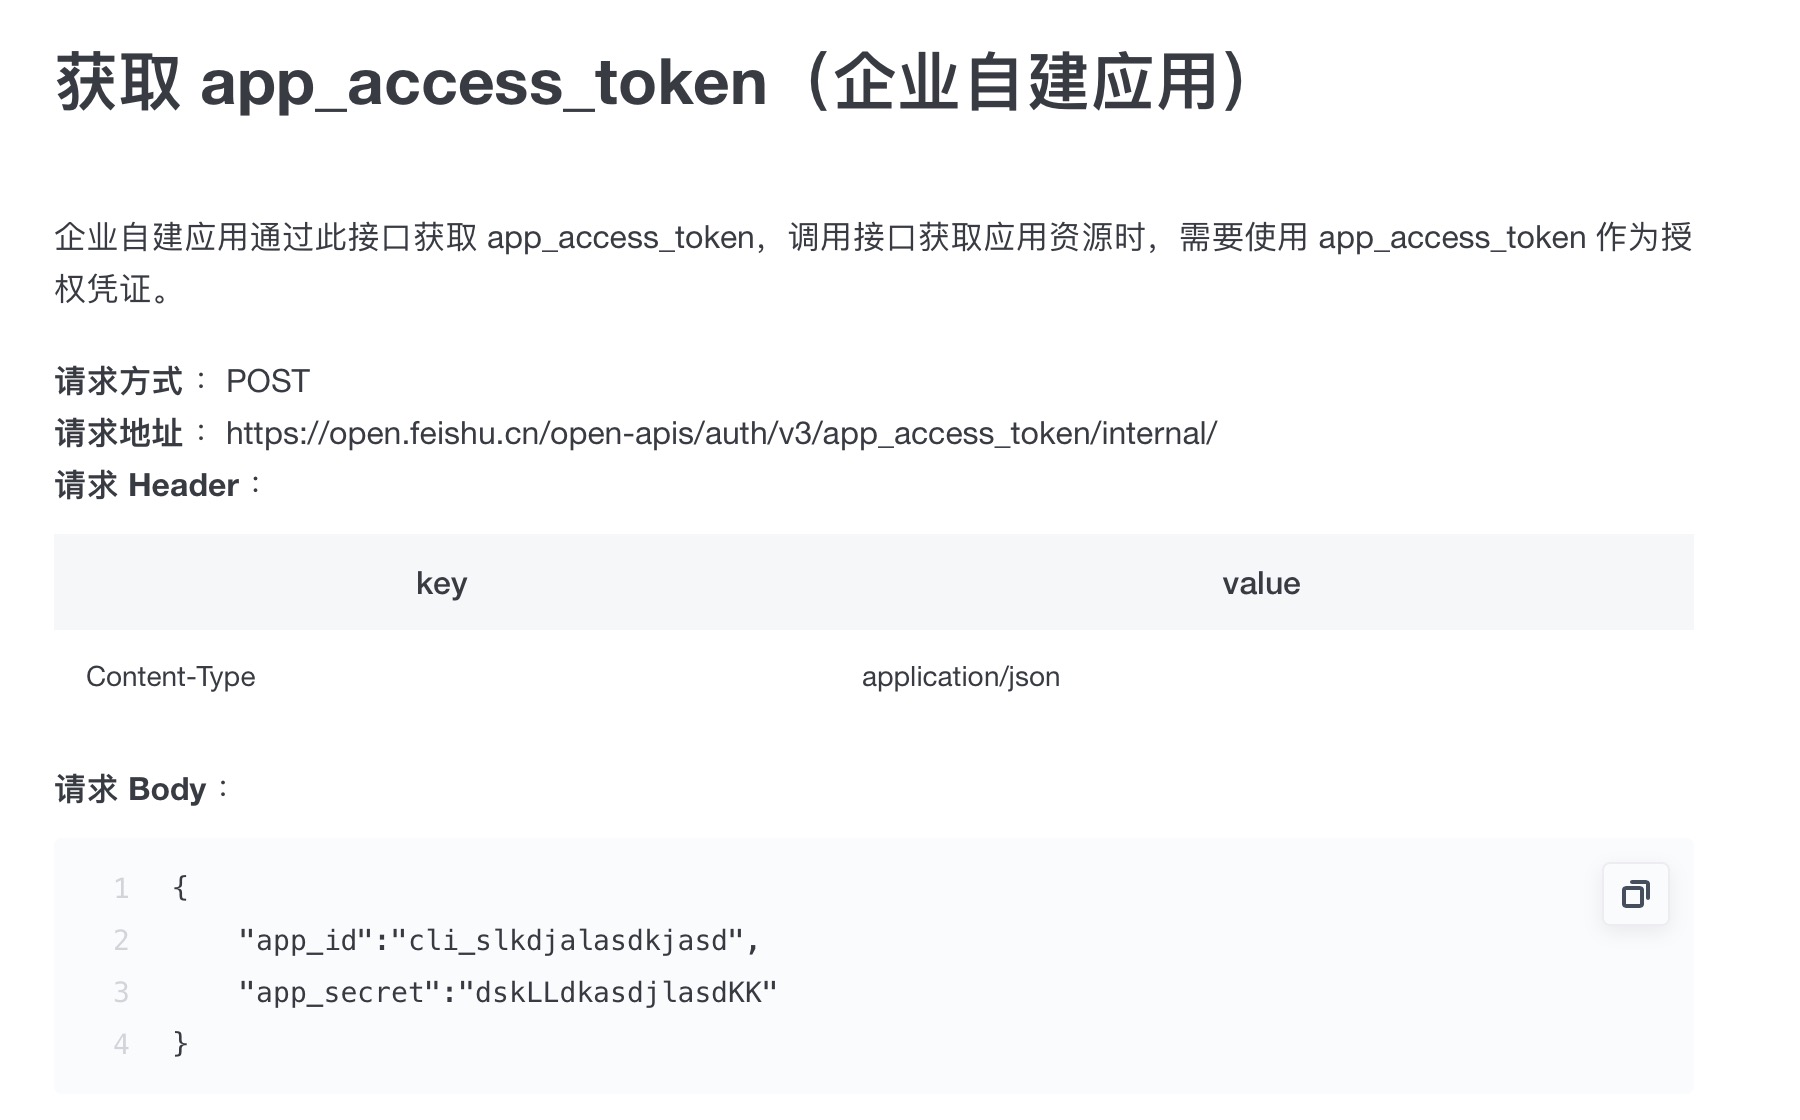 获取 app_access_token（企业自建应用）
企业自建应用通过此接口获取 app_access_token，调用接口获取应用资源时，需要使用 app_access_token 作为授
权凭证。
请求方式： POST
请求地址： https://open.feishu.cn/open-apis/auth/v3/app_access_token/internal/
请求 Header：
key value
Content-Type application/json
请求 Body：
1 {
2     "app_id":"cli_slkdjalasdkjasd",
3     "app_secret":"dskLLdkasdjlasdKK"
4 }